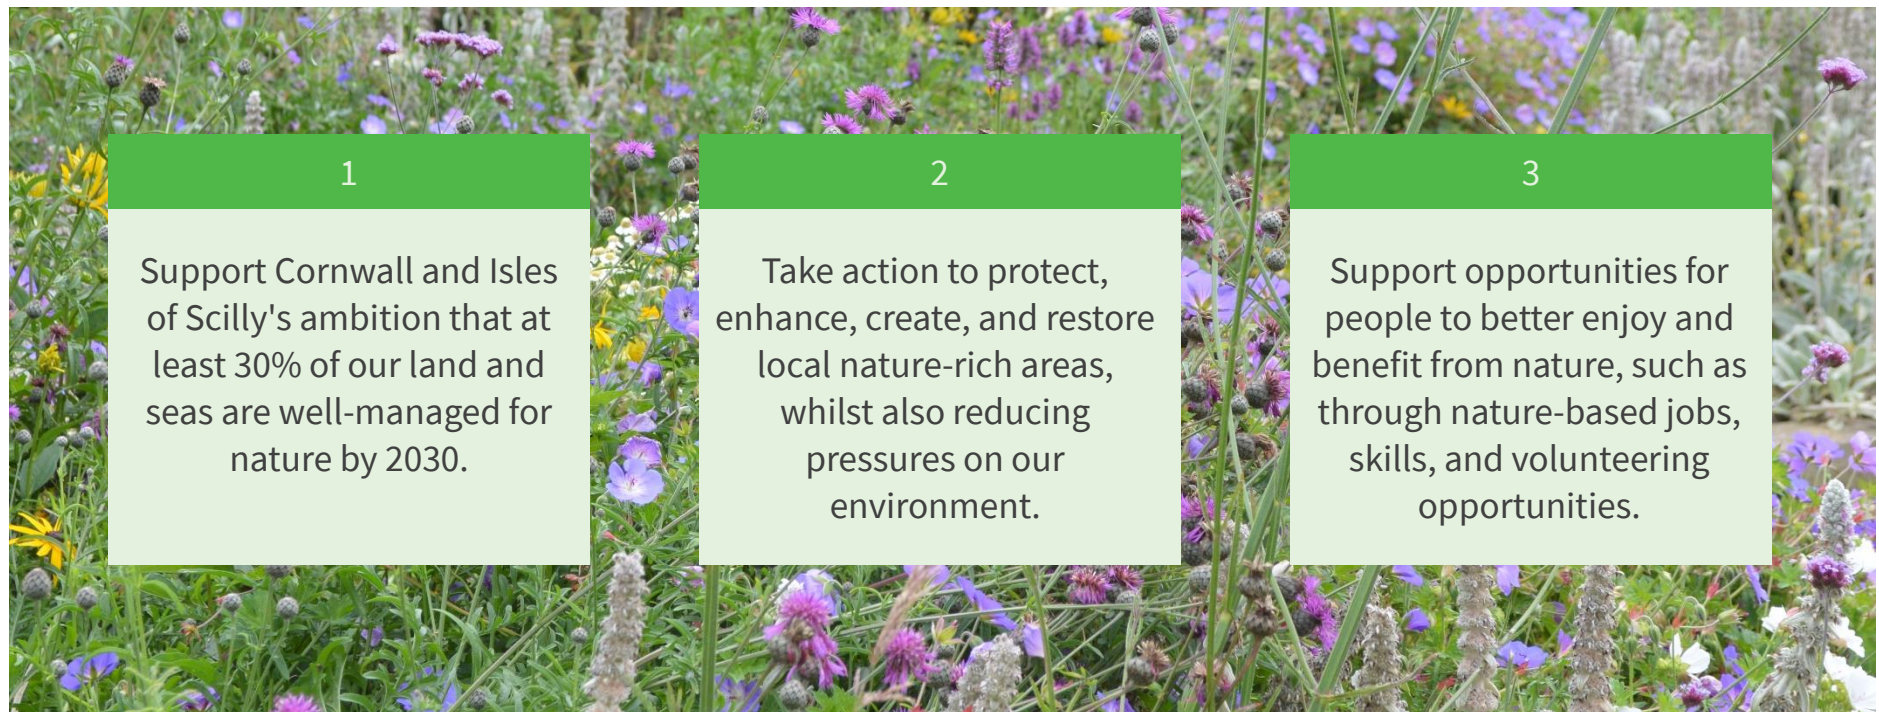 1
Support Cornwall and Isles
of Scilly's ambition that at
least 30% of our land and
seas are well-managed for
nature by 2030.
2
Take action to protect,
enhance, create, and restore
local nature-rich areas,
whilst also reducing
pressures on our
environment.
3
Support opportunities for
people to better enjoy and
benefit from nature, such as
through nature-based jobs,
skills, and volunteering
opportunities.